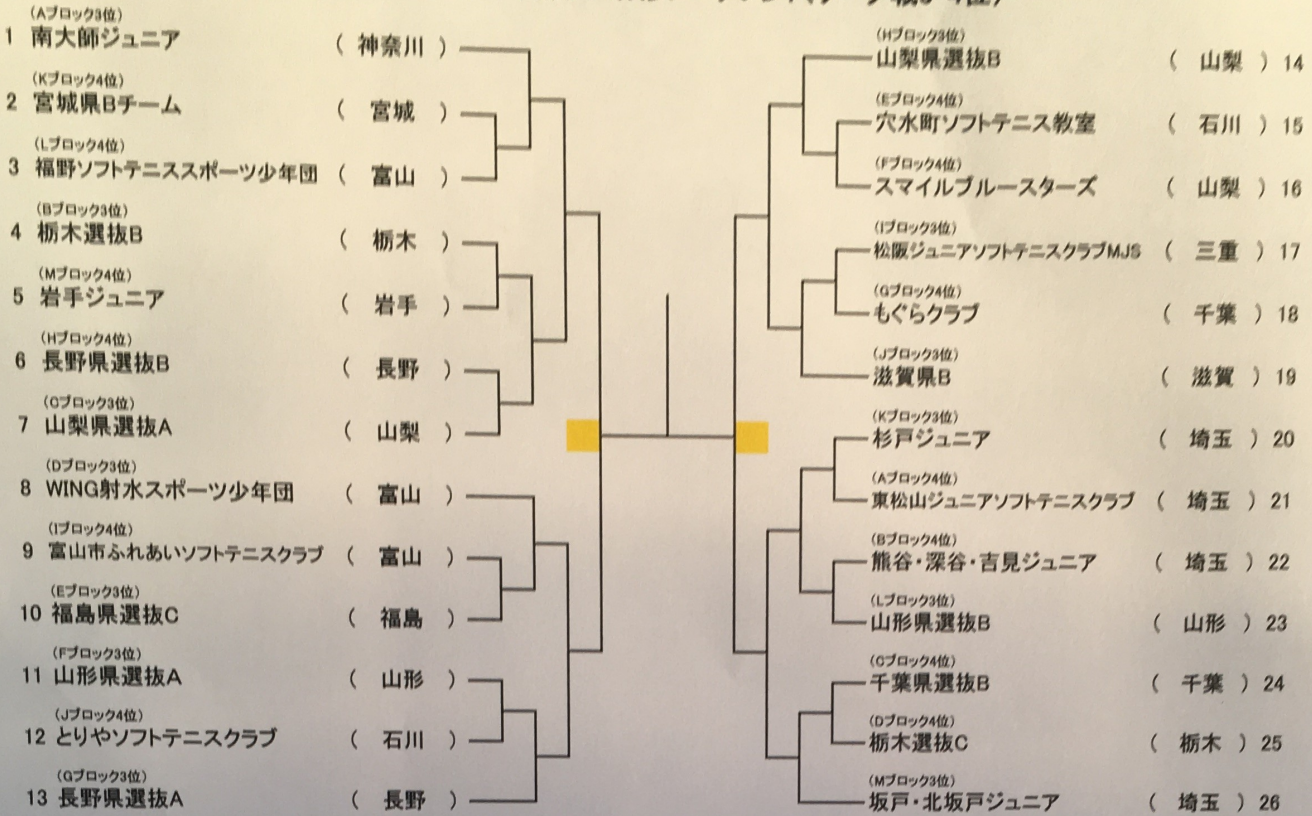 (Aブロック3位)
1 南大師ジュニア ( 神奈川 )
(Kブロック4位)
2 宮城県Bチーム ( 宮城 )
(Lブロック4位)
3 福野ソフトテニススポーツ少年団 ( 富山 )
(Bブロック3位)
4 栃木選抜B ( 栃木 )
(Mブロック4位)
5 岩手ジュニア ( 岩手 )
(Hブロック4位)
6 長野県選抜B ( 長野 )
(Cブロック3位)
7 山梨県選抜A ( 山梨 )
(Dブロック3位)
8 WING射水スポーツ少年団 ( 富山 )
(Iブロック4位)
9 富山市ふれあいソフトテニスクラブ ( 富山 )
(Eブロック3位)
10 福島県選抜C ( 福島 )
(Fブロック3位)
11 山形県選抜A ( 山形 )
(Jブロック4位)
12 とりやソフトテニスクラブ ( 石川 )
(Gブロック3位)
13 長野県選抜A ( 長野 )
(Hブロック3位)
山梨県選抜B ( 山梨 ) 14
(Eブロック4位)
穴水町ソフトテニス教室 ( 石川 ) 15
(Fブロック4位)
スマイルブルースターズ ( 山梨 ) 16
(Iブロック3位)
松阪ジュニアソフトテニスクラブMJS ( 三重 ) 17
(Gブロック4位)
もぐらクラブ ( 千葉 ) 18
(Jブロック3位)
滋賀県B ( 滋賀 ) 19
(Kブロック3位)
杉戸ジュニア ( 埼玉 ) 20
(Aブロック4位)
東松山ジュニアソフトテニスクラブ ( 埼玉 ) 21
(Bブロック4位)
熊谷・深谷・吉見ジュニア ( 埼玉 ) 22
(Lブロック3位)
山形県選抜B ( 山形 ) 23
(Cブロック4位)
千葉県選抜B ( 千葉 ) 24
(Dブロック4位)
栃木選抜C ( 栃木 ) 25
(Mブロック3位)
坂戸・北坂戸ジュニア ( 埼玉 ) 26